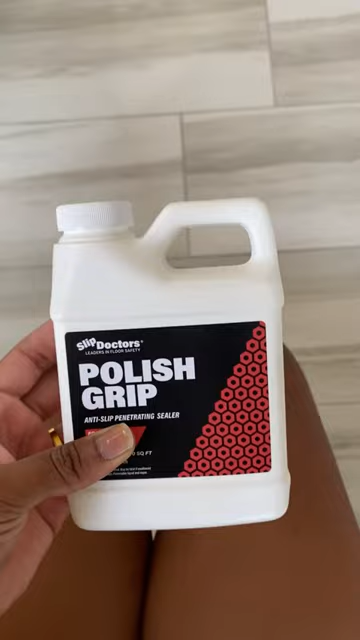 SlipDoctors®
LEADERS IN FLOOR SAFETY
POLISH
GRIP
ANTI-SLIP PENETRATING SEALER
SQ FT